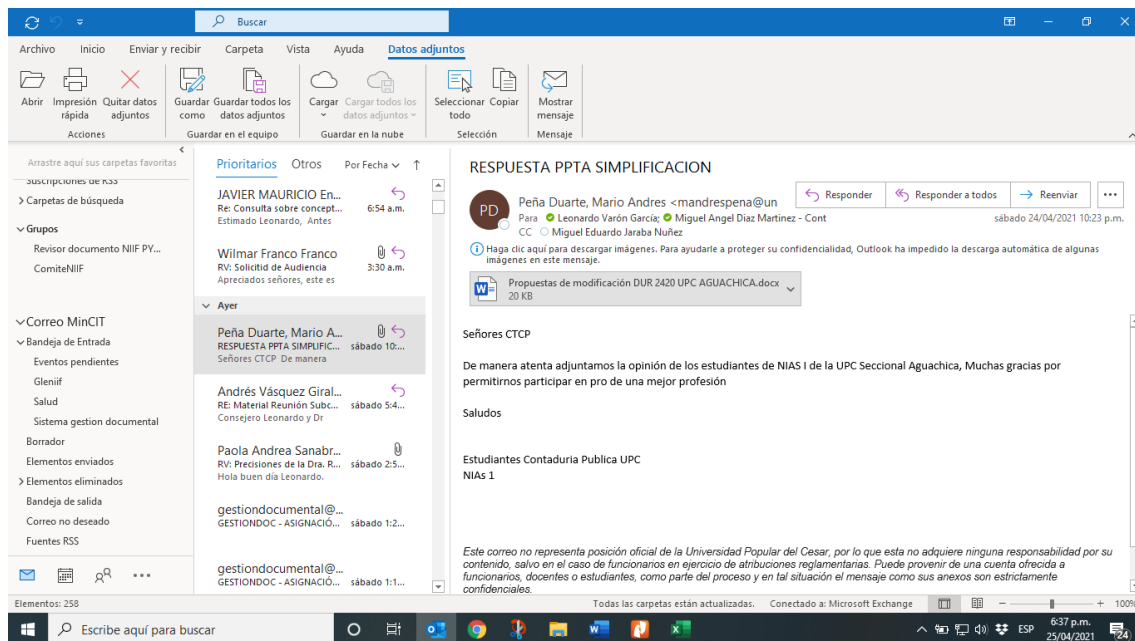 Buscar
Archivo Inicio Enviar y recibir Carpeta Vista Ayuda Datos adjuntos
Abrir Impresión rápida Quitar datos adjuntos Guardar como Guardar todos los datos adjuntos Cargar Cargar todos los datos adjuntos Seleccionar todo Copiar Mostrar mensaje
Acciones Guardar en el equipo Guardar en la nube Selección Mensaje
Arrastre aquí sus carpetas favoritas
Suscripciones de RSS
Carpetas de búsqueda
Grupos
Revisor documento NIIF PY...
ComiteNIIF
Correo MinCIT
Bandeja de Entrada
Eventos pendientes
Gleniif
Salud
Sistema gestion documental
Borrador
Elementos enviados
Elementos eliminados
Bandeja de salida
Correo no deseado
Fuentes RSS
Prioritarios Otros Por Fecha
JAVIER MAURICIO En...
Re: Consulta sobre concept... 6:54 a.m.
Estimado Leonardo, Antes
Wilmar Franco Franco
RV: Solicitid de Audiencia 3:30 a.m.
Apreciados señores, este es
Ayer
Peña Duarte, Mario A...
RESPUESTA PPTA SIMPLIFIC... sábado 10:...
Señores CTCP De manera
Andrés Vásquez Giral...
RE: Material Reunión Subc... sábado 5:4...
Consejero Leonardo y Dr
Paola Andrea Sanabr...
RV: Precisiones de la Dra. R... sábado 2:5...
Hola buen día Leonardo.
gestiondocumental@...
GESTIONDOC - ASIGNACIÓ... sábado 1:2...
gestiondocumental@...
GESTIONDOC - ASIGNACIÓ... sábado 1:1...
RESPUESTA PPTA SIMPLIFICACION
PD
Peña Duarte, Mario Andres <mandrespena@un
Responder Responder a todos Reenviar
Para Leonardo Varón García; Miguel Angel Diaz Martinez - Cont
sábado 24/04/2021 10:23 p.m.
CC Miguel Eduardo Jaraba Nuñez
Haga clic aquí para descargar imágenes. Para ayudarle a proteger su confidencialidad, Outlook ha impedido la descarga automática de algunas
imágenes en este mensaje.
Propuestas de modificación DUR 2420 UPC AGUACHICA.docx
20 KB
Señores CTCP
De manera atenta adjuntamos la opinión de los estudiantes de NIAS I de la UPC Seccional Aguachica, Muchas gracias por
permitirnos participar en pro de una mejor profesión
Saludos
Estudiantes Contaduria Publica UPC
NIAs 1
Este correo no representa posición oficial de la Universidad Popular del Cesar, por lo que esta no adquiere ninguna responsabilidad por su
contenido, salvo en el caso de funcionarios en ejercicio de atribuciones reglamentarias. Puede provenir de una cuenta ofrecida a
funcionarios, docentes o estudiantes, como parte del proceso y en tal situación el mensaje como sus anexos son estrictamente
confidenciales.
Elementos: 258
Todas las carpetas están actualizadas. Conectado a: Microsoft Exchange 100%
Escribe aquí para buscar
ESP 6:37 p.m.
25/04/2021
24